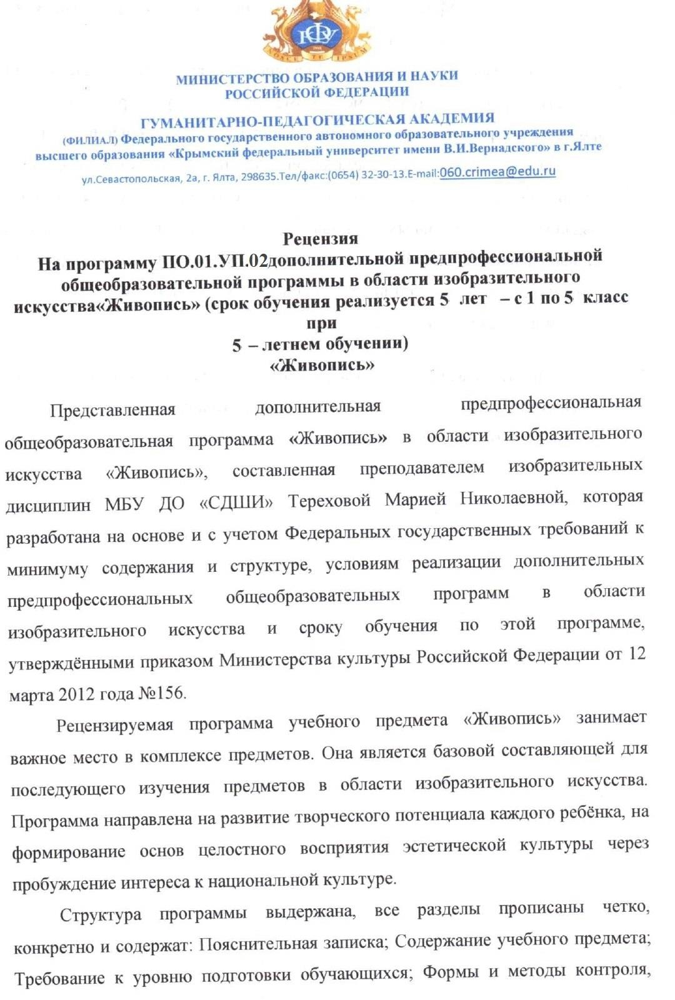 КФУ
NOSCE TE IPSUM
МИНИСТЕРСТВО ОБРАЗОВАНИЯ И НАУКИ
РОССИЙСКОЙ ФЕДЕРАЦИИ
ГУМАНИТАРНО-ПЕДАГОГИЧЕСКАЯ АКАДЕМИЯ
(ФИЛИАЛ) Федерального государственного автономного образовательного учреждения
высшего образования «Крымский федеральный университет имени В.И.Вернадского» в г.Ялте
ул.Севастопольская, 2а, г. Ялта, 298635.Тел/факс:(0654) 32-30-13.E-mail:060.crimea@edu.ru
Рецензия
На программу ПО.01.УП.02дополнительной предпрофессиональной
общеобразовательной программы в области изобразительного
искусства«Живопись» (срок обучения реализуется 5 лет – с 1 по 5 класс
при
5 – летнем обучении)
«Живопись»
Представленная дополнительная предпрофессиональная
общеобразовательная программа «Живопись» в области изобразительного
искусства «Живопись», составленная преподавателем изобразительных
дисциплин МБУ ДО «СДШИ» Тереховой Марией Николаевной, которая
разработана на основе и с учетом Федеральных государственных требований к
минимуму содержания и структуре, условиям реализации дополнительных
предпрофессиональных общеобразовательных программ в области
изобразительного искусства и сроку обучения по этой программе,
утверждёнными приказом Министерства культуры Российской Федерации от 12
марта 2012 года №156.
Рецензируемая программа учебного предмета «Живопись» занимает
важное место в комплексе предметов. Она является базовой составляющей для
последующего изучения предметов в области изобразительного искусства.
Программа направлена на развитие творческого потенциала каждого ребёнка, на
формирование основ целостного восприятия эстетической культуры через
пробуждение интереса к национальной культуре.
Структура программы выдержана, все разделы прописаны четко,
конкретно и содержат: Пояснительная записка; Содержание учебного предмета;
Требование к уровню подготовки обучающихся; Формы и методы контроля,